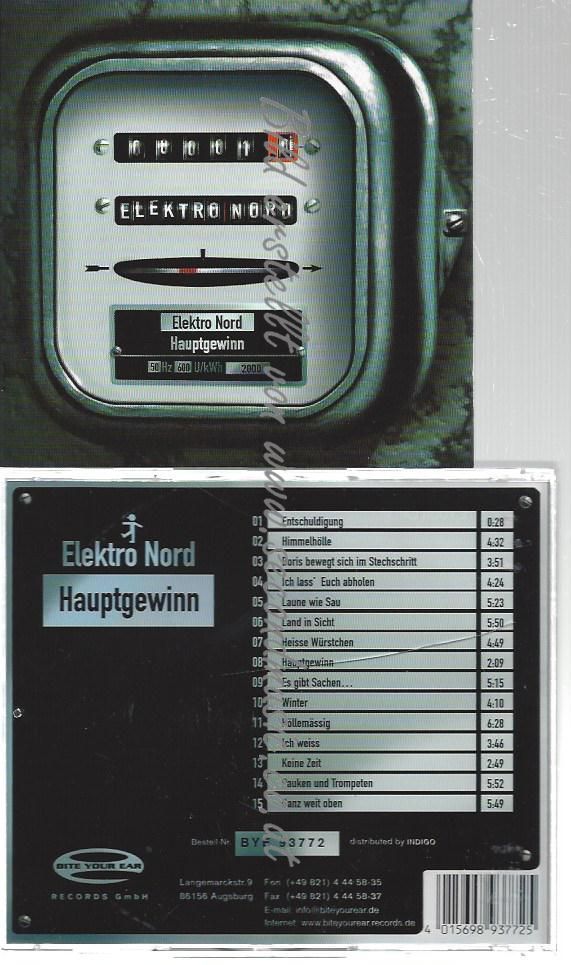 ELEKTRO NORD
Elektro Nord
Hauptgewinn
50 Hz 600 U/kWh 2000
Elektro Nord
Hauptgewinn
01 Entschuldigung 0:28
02 Himmelhölle 4:32
03 Doris bewegt sich im Stechschritt 3:51
04 Ich lass' Euch abholen 4:24
05 Laune wie Sau 5:23
06 Land in Sicht 5:50
07 Heisse Würstchen 4:49
08 Hauptgewinn 2:09
09 Es gibt Sachen... 5:15
10 Winter 4:10
11 Höllemässig 6:28
12 Ich weiss 3:46
13 Keine Zeit 2:49
14 Pauken und Trompeten 5:52
15 Ganz weit oben 5:49
Bestell-Nr. BYE 93772 distributed by INDIGO
BITE YOUR EAR
RECORDS GmbH
Langemarckstr.9 Fon (+49 821) 4 44 58-35
86156 Augsburg Fax (+49 821) 4 44 58-37
E-mail: info@biteyourear.de
Internet: www.biteyourear.records.de
4 015698 937725
Bild erstellt von